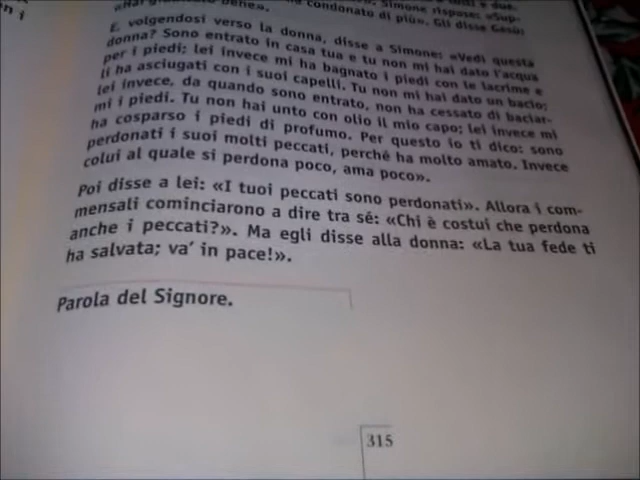 condonato di più». Gli disse Gesù:
E, volgendosi verso la donna, disse a Simone: «Vedi questa
donna? Sono entrato in casa tua e tu non mi hai dato l'acqua
per i piedi; lei invece mi ha bagnato i piedi con le lacrime e
li ha asciugati con i suoi capelli. Tu non mi hai dato un bacio;
lei invece, da quando sono entrato, non ha cessato di baciar-
mi i piedi. Tu non hai unto con olio il mio capo; lei invece mi
ha cosparso i piedi di profumo. Per questo io ti dico: sono
perdonati i suoi molti peccati, perché ha molto amato. Invece
colui al quale si perdona poco, ama poco».
Poi disse a lei: «I tuoi peccati sono perdonati». Allora i com-
mensali cominciarono a dire tra sé: «Chi è costui che perdona
anche i peccati?». Ma egli disse alla donna: «La tua fede ti
ha salvata; va' in pace!».
Parola del Signore.
315